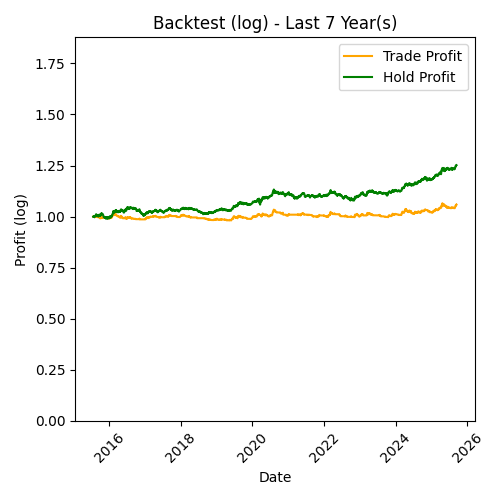 Backtest (log) - Last 7 Year(s)
Trade Profit
Hold Profit
Profit (log)
1.75
1.50
1.25
1.00
0.75
0.50
0.25
0.00
2016
2018
2020
2022
2024
2026
Date